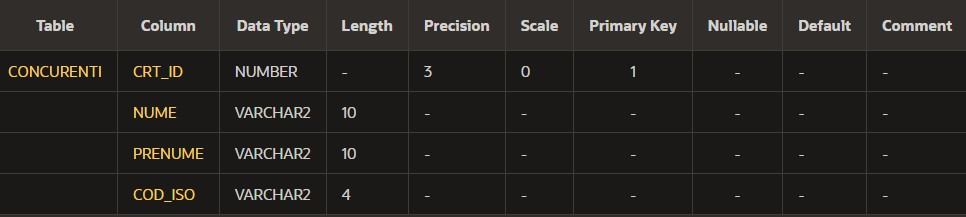 Table Column Data Type Length Precision Scale Primary Key Nullable Default Comment
CONCURENTI CRT_ID NUMBER - 3 0 1 - - -
NUME VARCHAR2 10 - - - - - -
PRENUME VARCHAR2 10 - - - - - -
COD_ISO VARCHAR2 4 - - - - - -